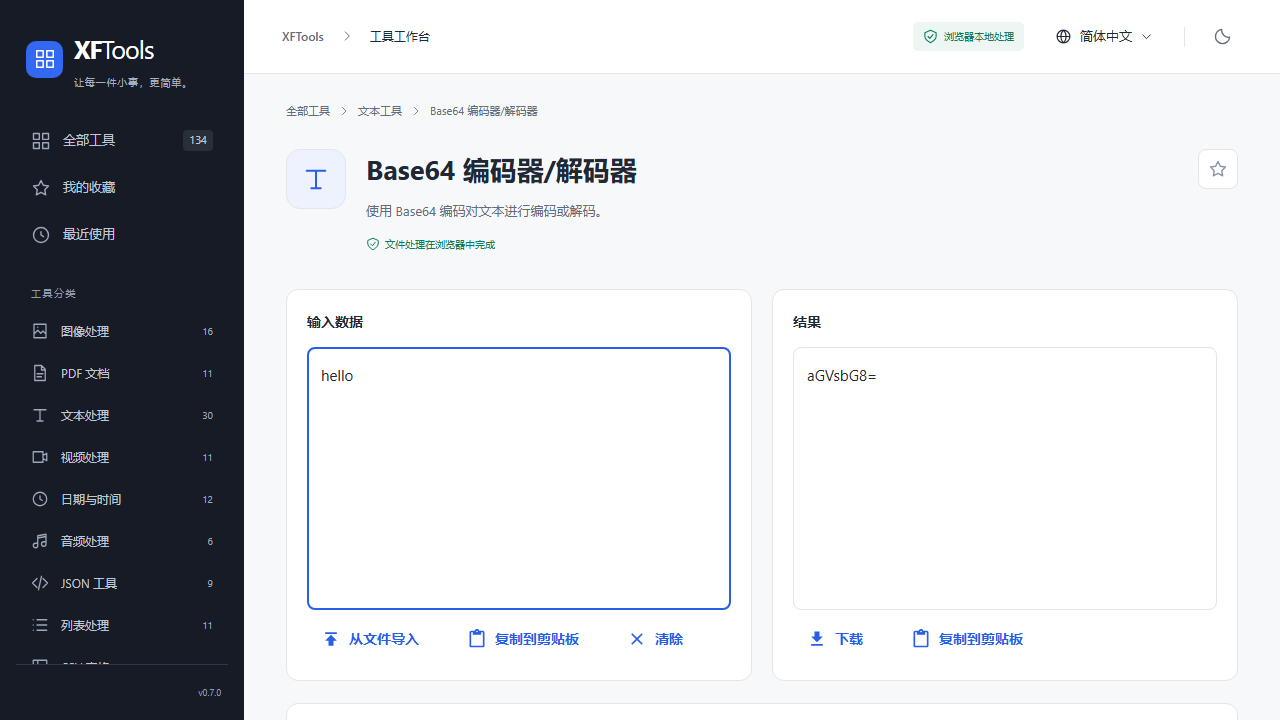 XFTools
让每一件小事，更简单。
全部工具 134
我的收藏
最近使用
工具分类
图像处理 16
PDF 文档 11
文本处理 30
视频处理 11
日期与时间 12
音频处理 6
JSON 工具 9
列表处理 11
v0.7.0
XFTools 工具工作台
浏览器本地处理
简体中文
全部工具 文本工具 Base64 编码器/解码器
Base64 编码器/解码器
使用 Base64 编码对文本进行编码或解码。
文件处理在浏览器中完成
输入数据
hello
从文件导入 复制到剪贴板 清除
结果
aGVsbG8=
下载 复制到剪贴板